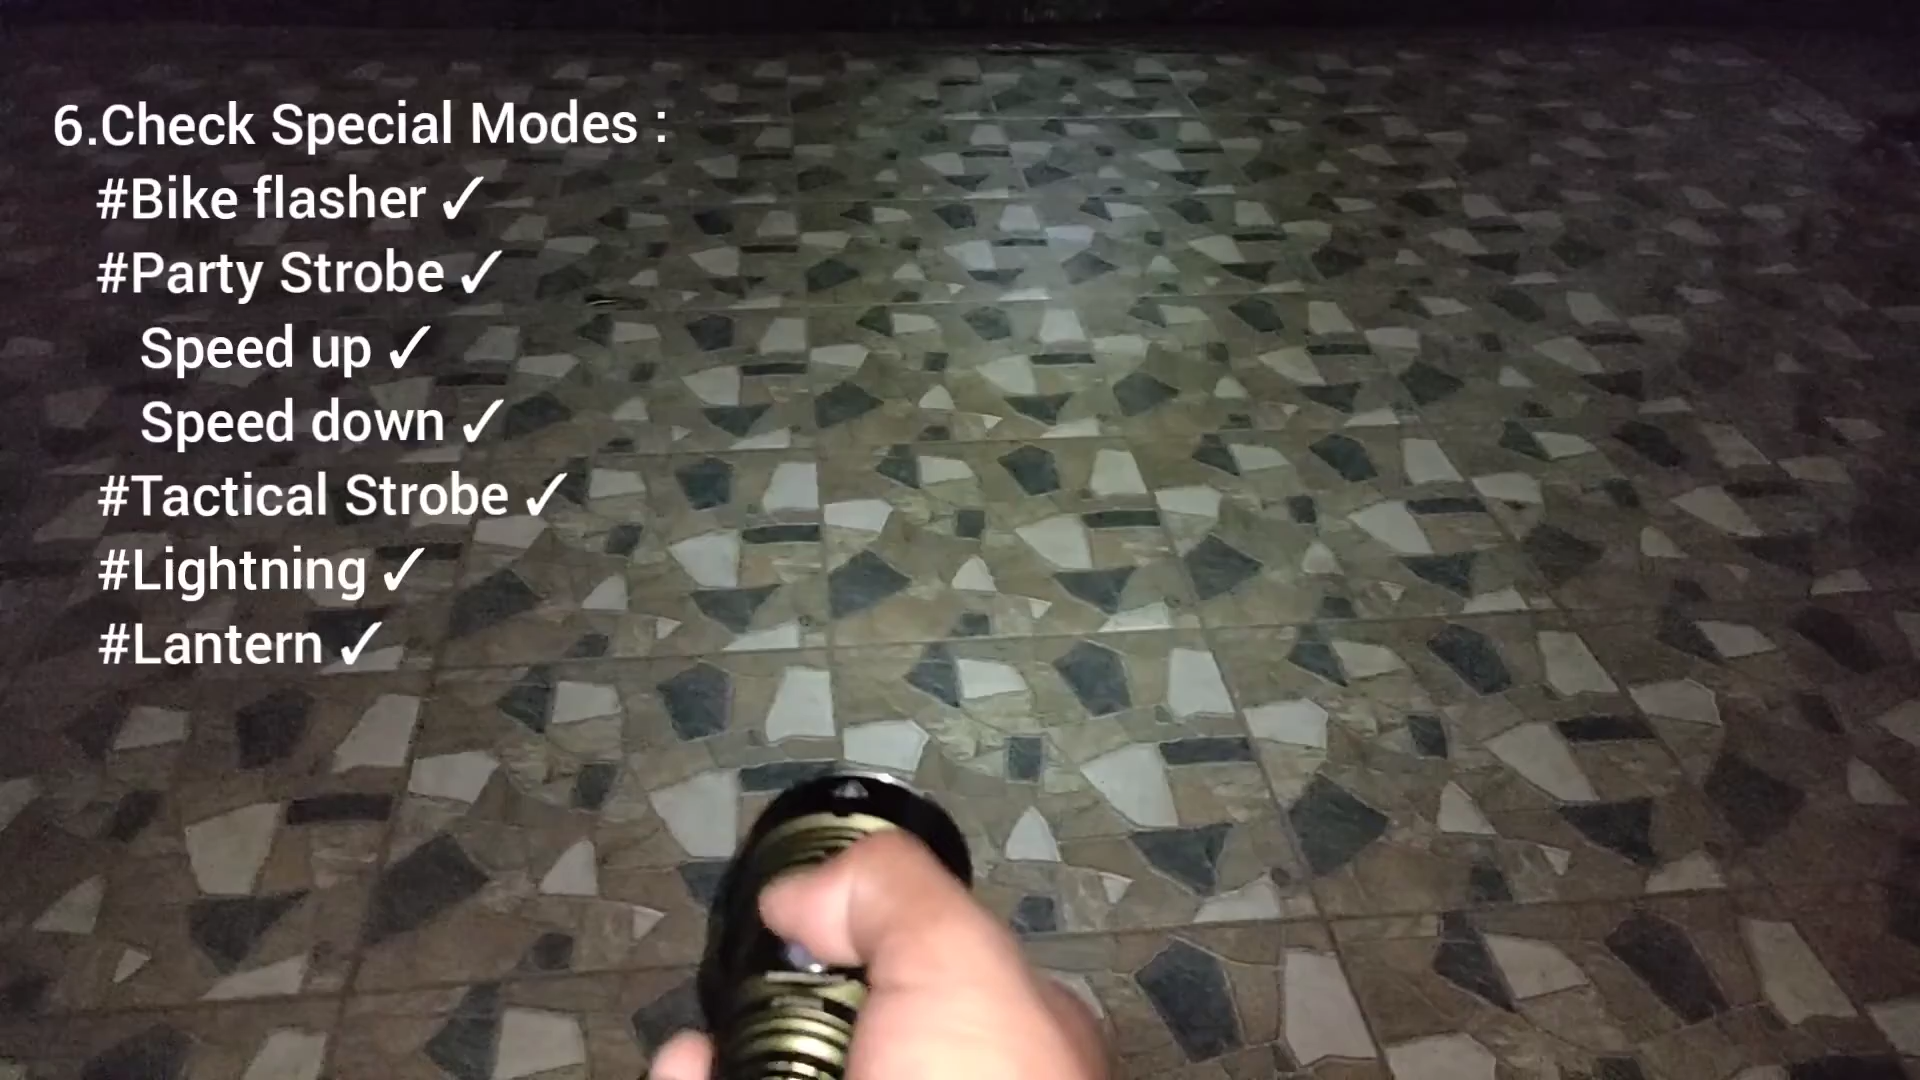 6.Check Special Modes :
#Bike flasher ✓
#Party Strobe ✓
Speed up ✓
Speed down ✓
#Tactical Strobe ✓
#Lightning ✓
#Lantern ✓